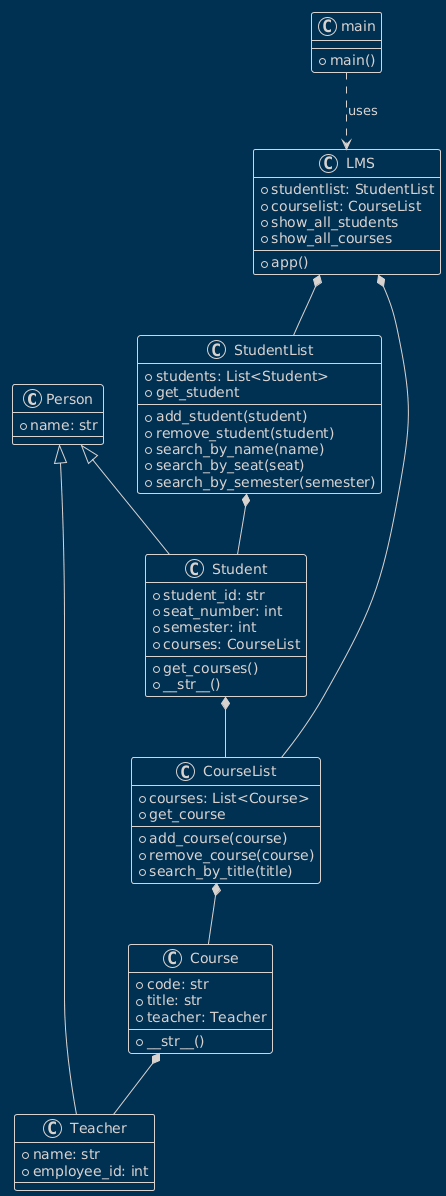 C main
main()
uses
C LMS
studentlist: StudentList
courselist: CourseList
show_all_students
show_all_courses
app()
C StudentList
students: List<Student>
get_student
add_student(student)
remove_student(student)
search_by_name(name)
search_by_seat(seat)
search_by_semester(semester)
C Person
name: str
C Student
student_id: str
seat_number: int
semester: int
courses: CourseList
get_courses()
__str__()
C CourseList
courses: List<Course>
get_course
add_course(course)
remove_course(course)
search_by_title(title)
C Course
code: str
title: str
teacher: Teacher
__str__()
C Teacher
name: str
employee_id: int